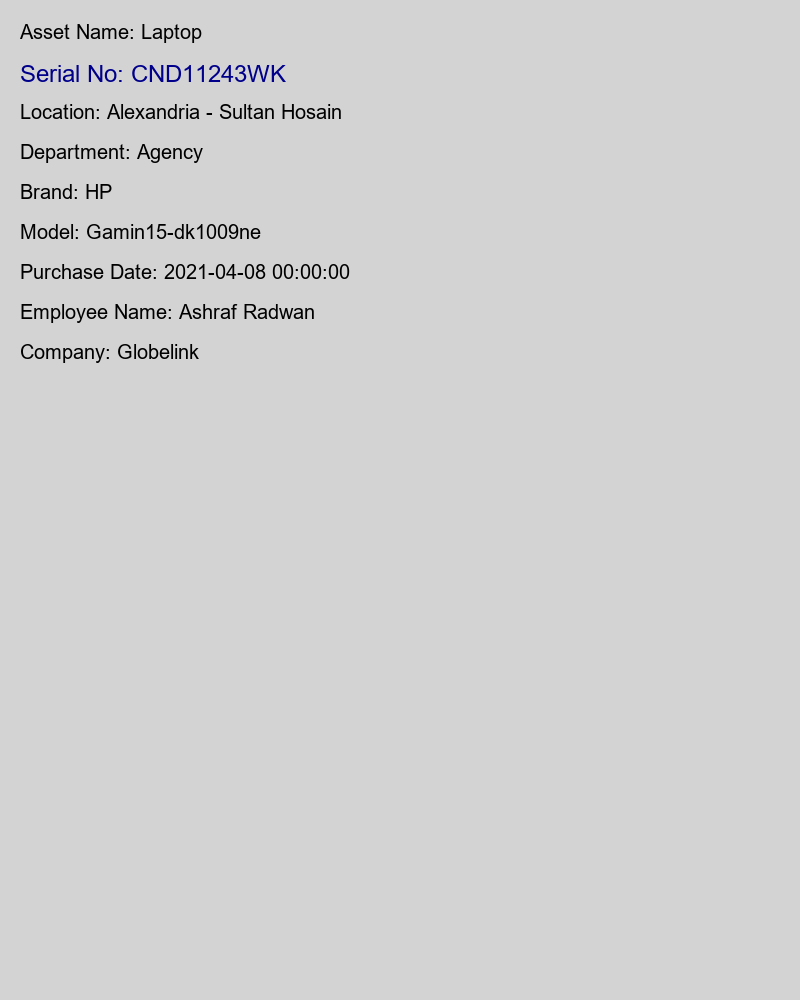 Asset Name: Laptop
Serial No: CND11243WK
Location: Alexandria - Sultan Hosain
Department: Agency
Brand: HP
Model: Gamin15-dk1009ne
Purchase Date: 2021-04-08 00:00:00
Employee Name: Ashraf Radwan
Company: Globelink